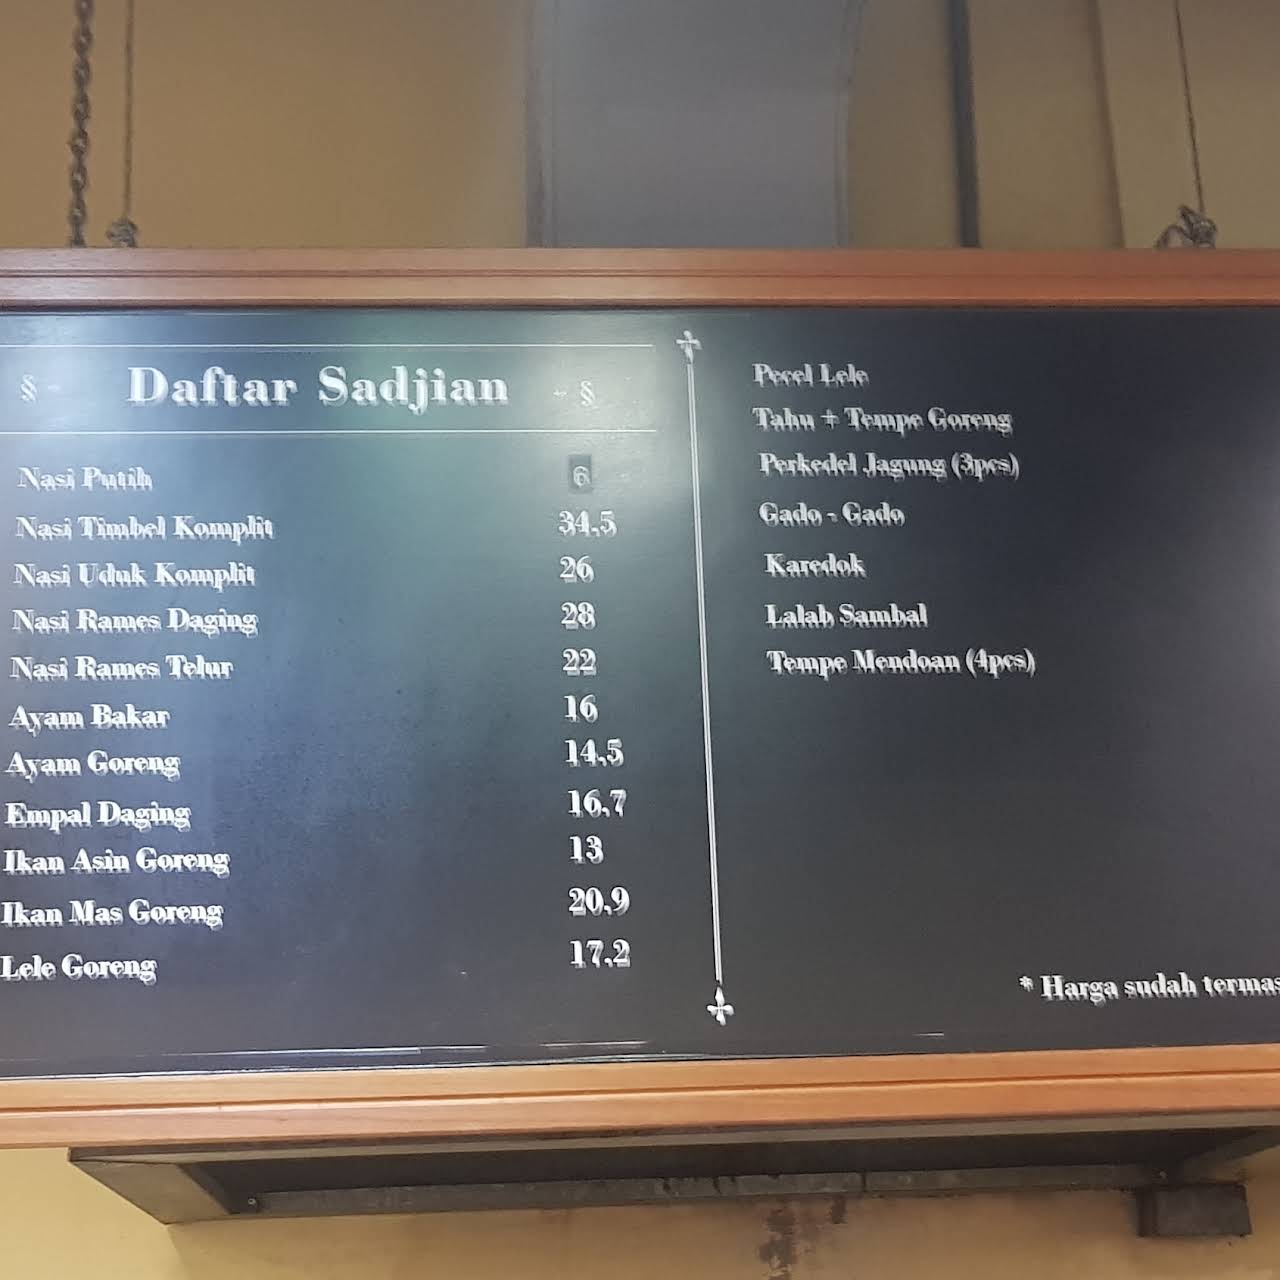 § - Daftar Sadjian - §
Nasi Putih 6
Nasi Timbel Komplit 34,5
Nasi Uduk Komplit 26
Nasi Rames Daging 28
Nasi Rames Telur 22
Ayam Bakar 16
Ayam Goreng 14,5
Empal Daging 16,7
Ikan Asin Goreng 13
Ikan Mas Goreng 20,9
Lele Goreng 17,2
Pecel Lele
Tahu + Tempe Goreng
Perkedel Jagung (3pcs)
Gado - Gado
Karedok
Lalab Sambal
Tempe Mendoan (4pcs)
* Harga sudah termas